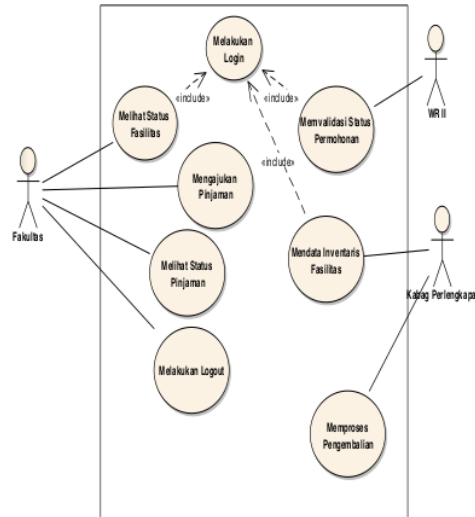 Melakukan
Login
«include»
«include»
«include»
Melihat Status
Fasilitas
Memvalidasi Status
Permohonan
WR II
Mengajukan
Pinjaman
Fakultas
Melihat Status
Pinjaman
Mendata Inventaris
Fasilitas
Kabag Perlengkapa
Melakukan Logout
Memproses
Pengembalian